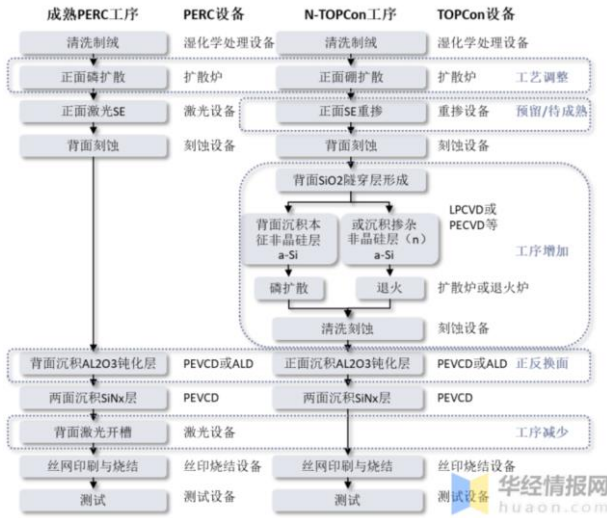 成熟PERC工序 PERC设备 N-TOPCon工序 TOPCon设备
清洗制绒 湿化学处理设备 清洗制绒 湿化学处理设备
正面磷扩散 扩散炉 正面硼扩散 扩散炉 工艺调整
正面激光SE 激光设备 正面SE重掺 重掺设备 预留/待成熟
背面刻蚀 刻蚀设备 背面刻蚀 刻蚀设备
背面SiO2隧穿层形成
背面沉积本 或沉积掺杂 LPCVD或
征非晶硅层 非晶硅层（n） PECVD等
a-Si a-Si 工序增加
磷扩散 退火 扩散炉或退火炉
清洗刻蚀 刻蚀设备
背面沉积AL2O3钝化层 PEVCD或ALD 正面沉积AL2O3钝化层 PEVCD或ALD 正反换面
两面沉积SiNx层 PEVCD 两面沉积SiNx层 PEVCD
背面激光开槽 激光设备 工序减少
丝网印刷与烧结 丝印烧结设备 丝网印刷与烧结 丝印烧结设备
测试 测试设备 测试 测试设备
华经情报网
huaon.com